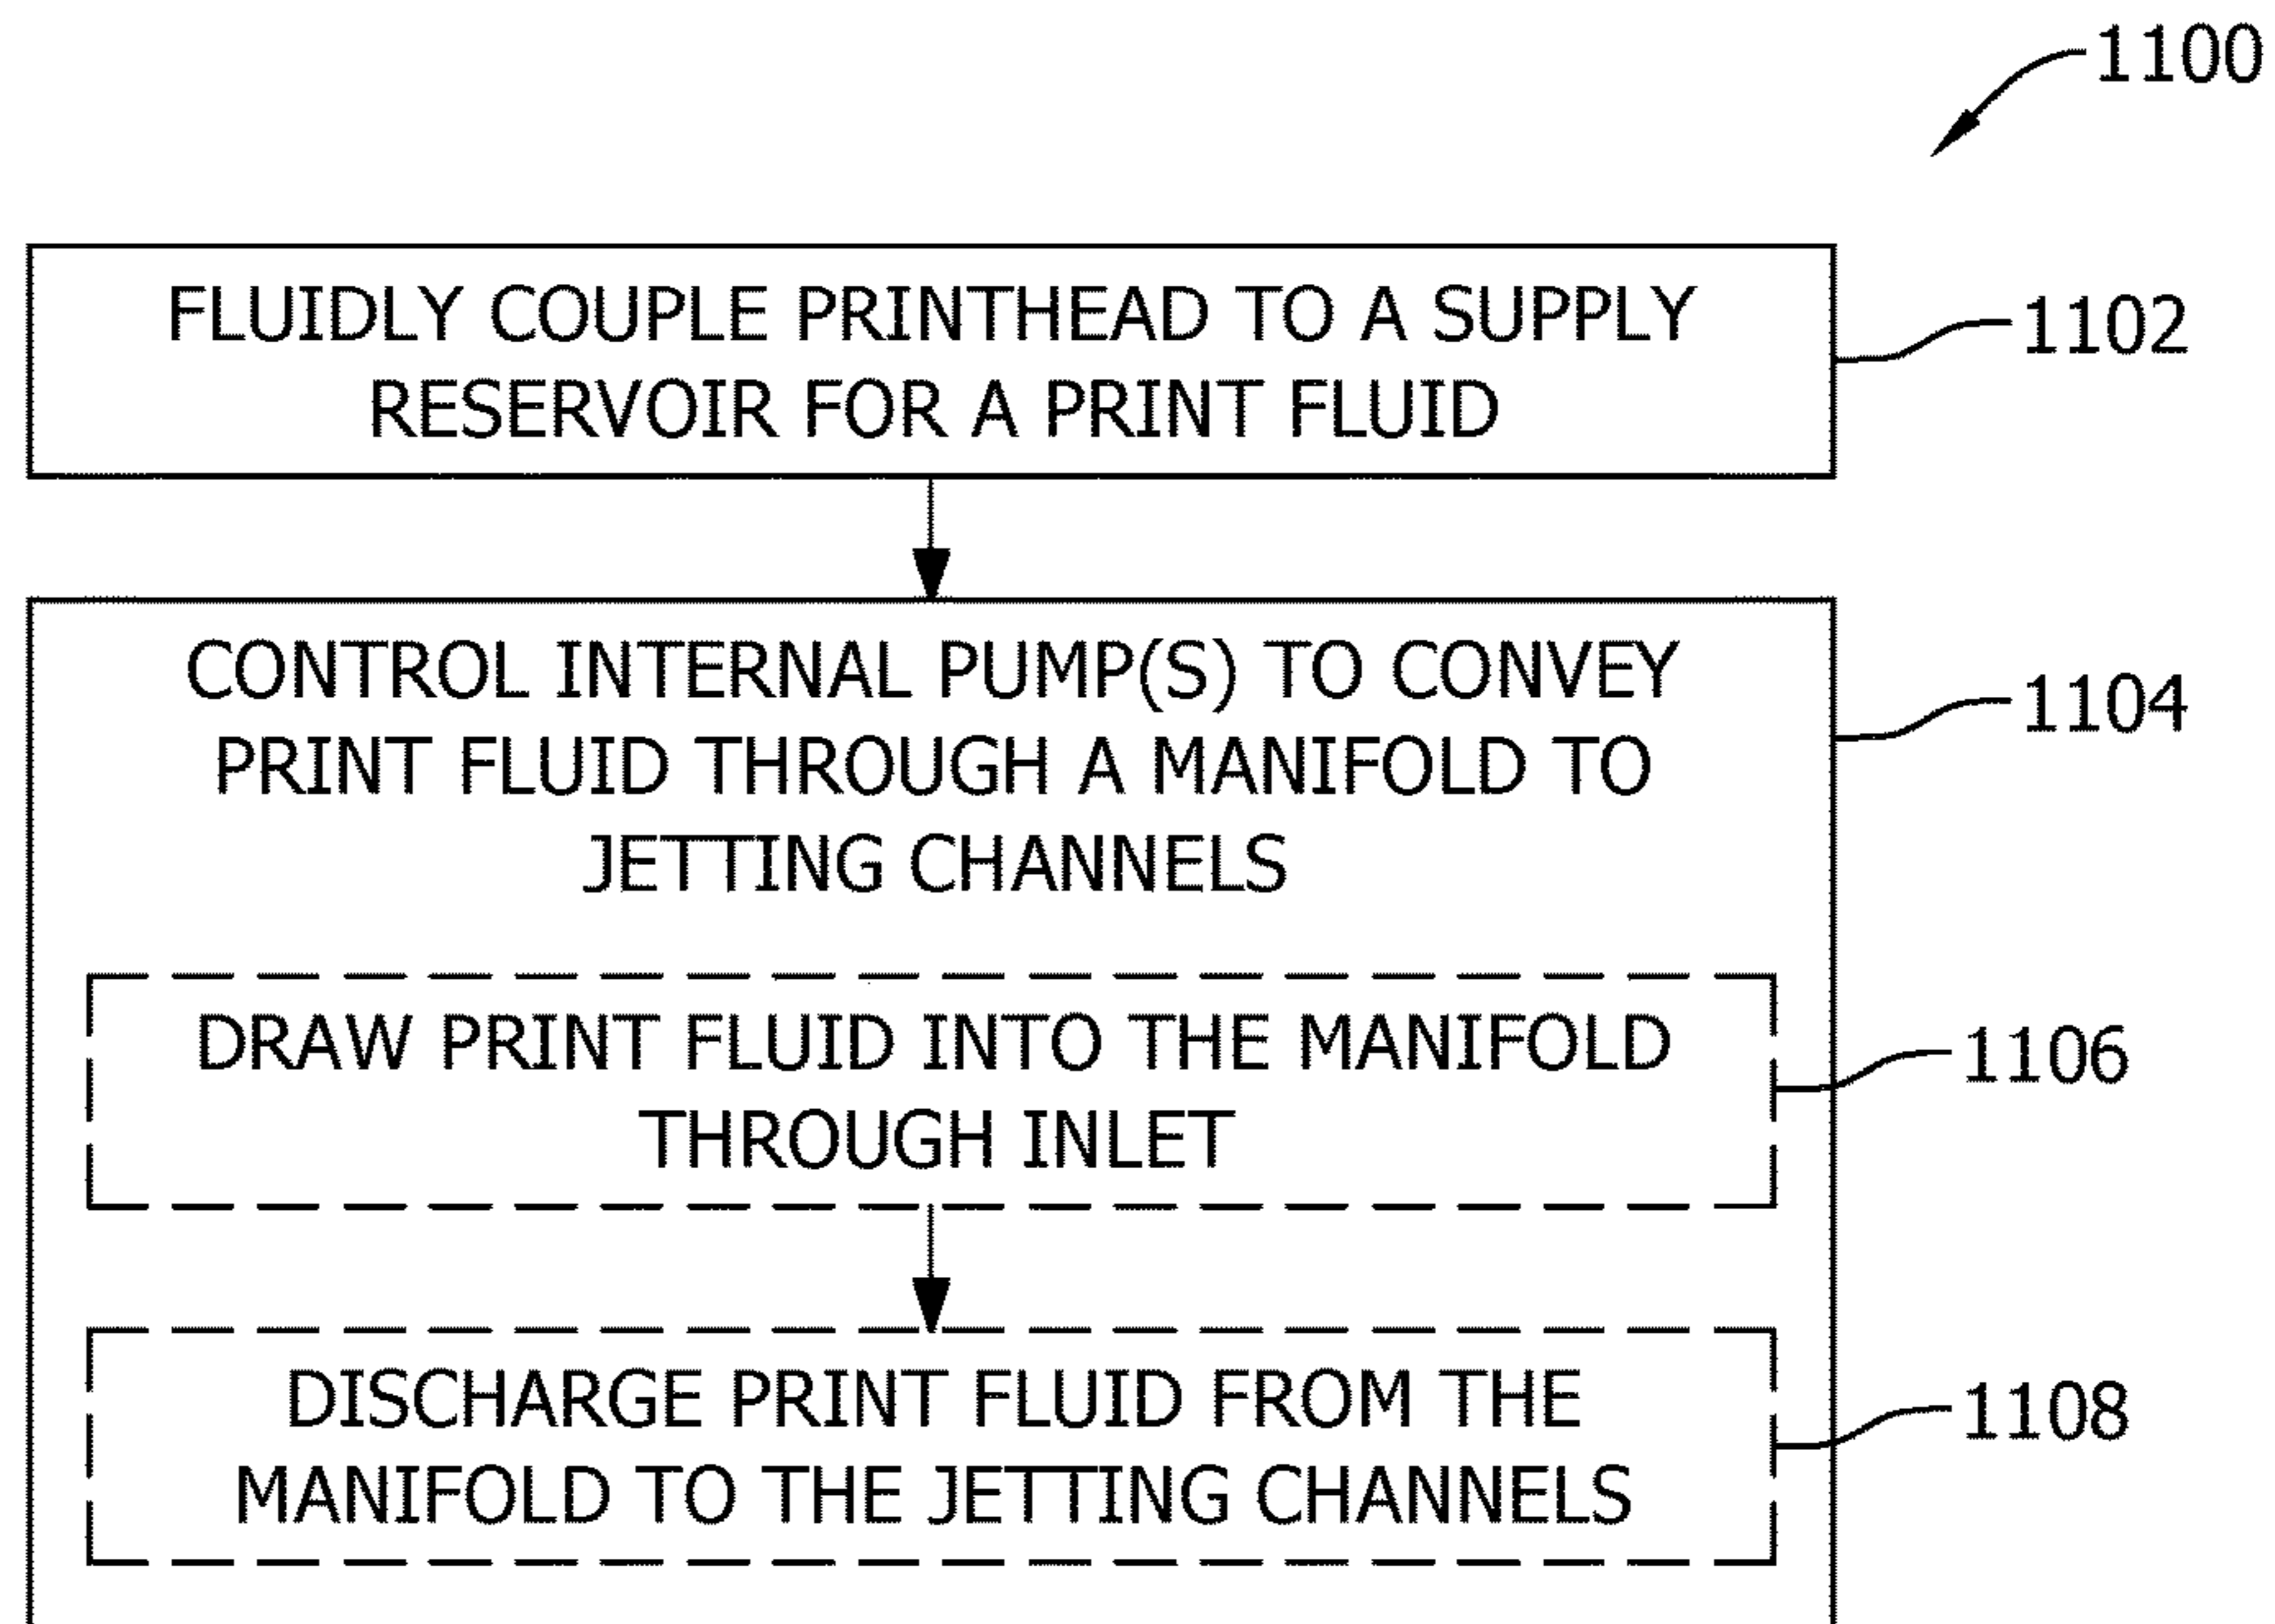 1100
FLUIDLY COUPLE PRINTHEAD TO A SUPPLY
RESERVOIR FOR A PRINT FLUID
1102
CONTROL INTERNAL PUMP(S) TO CONVEY
PRINT FLUID THROUGH A MANIFOLD TO
JETTING CHANNELS
1104
DRAW PRINT FLUID INTO THE MANIFOLD
THROUGH INLET
1106
DISCHARGE PRINT FLUID FROM THE
MANIFOLD TO THE JETTING CHANNELS
1108